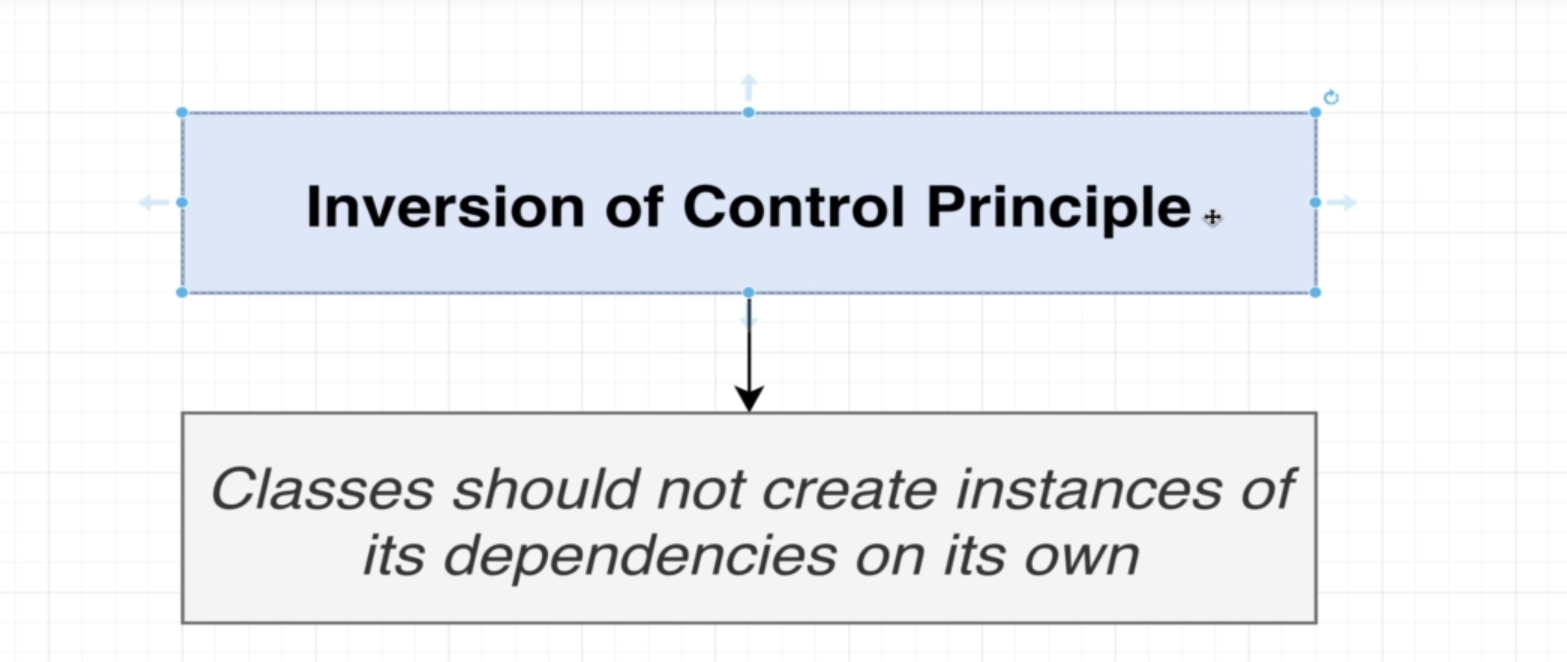 Inversion of Control Principle
Classes should not create instances of
its dependencies on its own